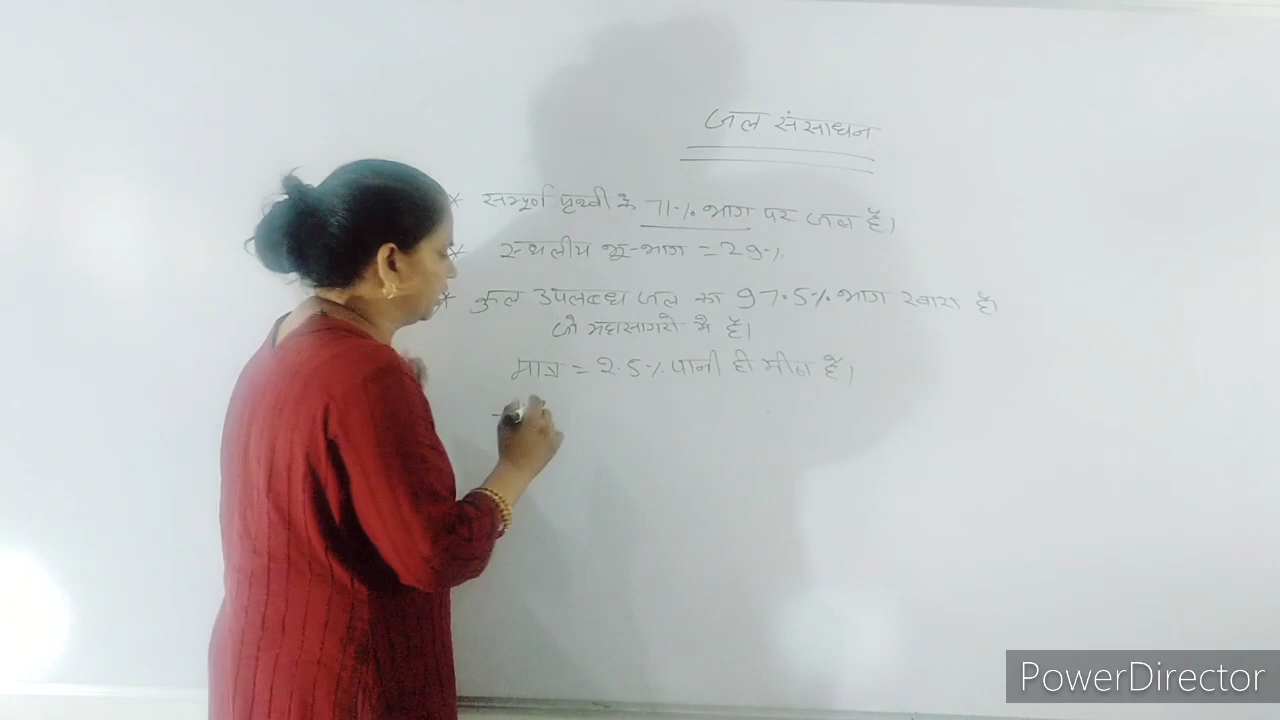 जल संसाधन
* सम्पूर्ण पृथ्वी के 71.% भाग पर जल है।
* स्थलीय भू-भाग = 29%
* कुल उपलब्ध जल का 97.5% भाग खारा है।
जो महासागरो मे है।
मात्र = 2.5% पानी ही मीठा है।
PowerDirector